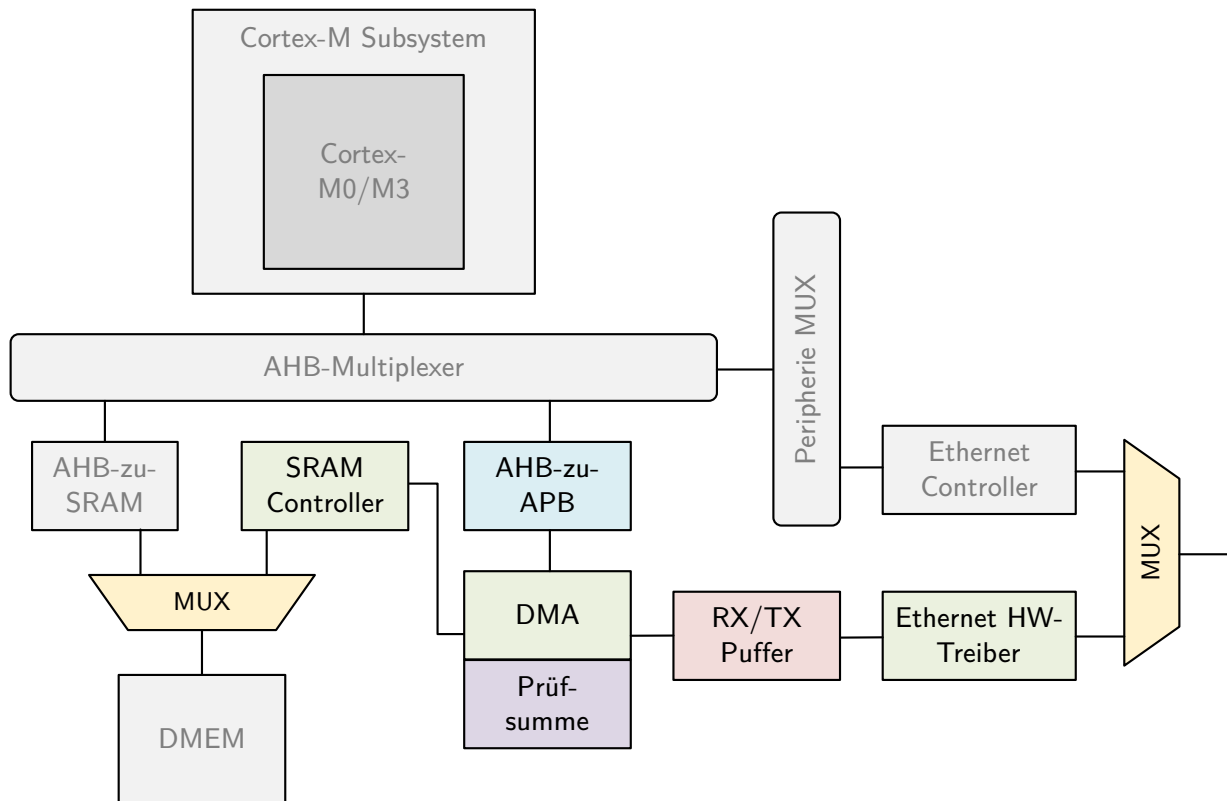 Cortex-M Subsystem
Cortex-
M0/M3
AHB-Multiplexer
Peripherie MUX
AHB-zu-
SRAM
SRAM
Controller
AHB-zu-
APB
Ethernet
Controller
MUX
MUX
DMA
RX/TX
Puffer
Ethernet HW-
Treiber
Prüf-
summe
DMEM